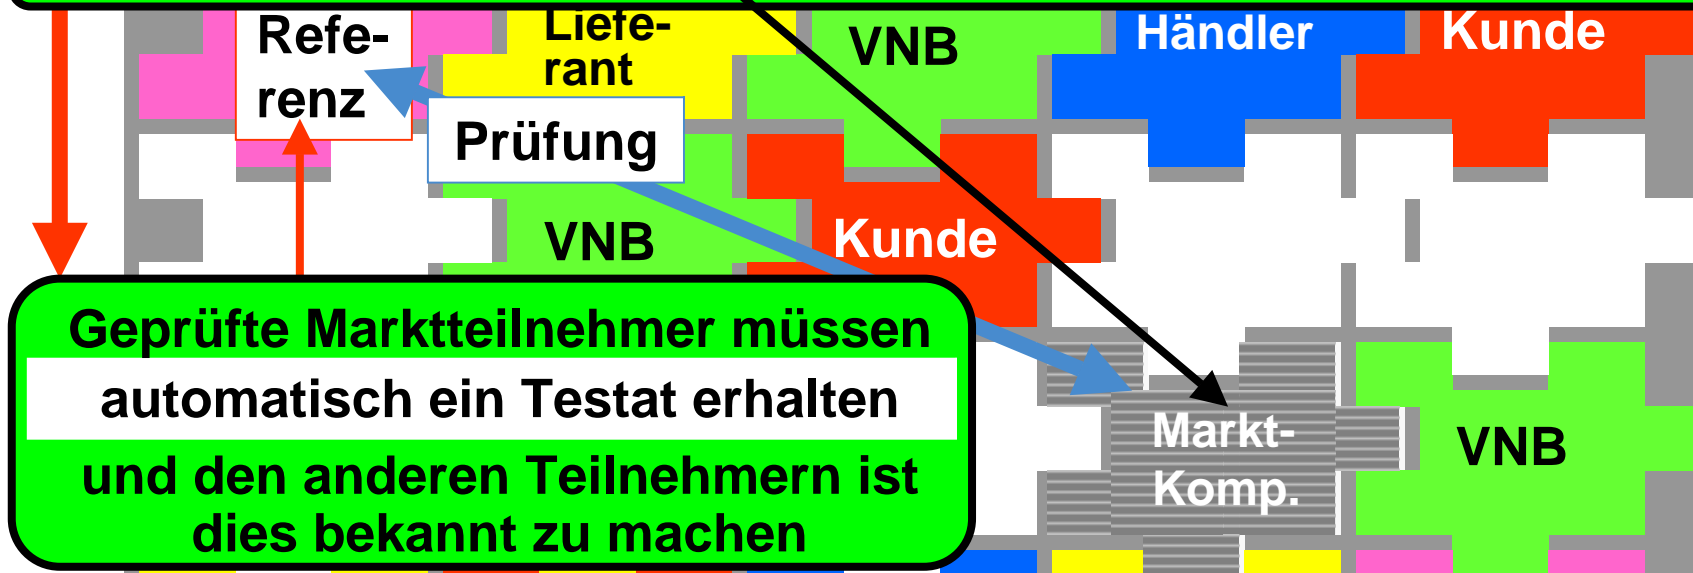 Refe-
renz
Liefe-
rant
VNB
Händler
Kunde
Prüfung
VNB
Kunde
Geprüfte Marktteilnehmer müssen
automatisch ein Testat erhalten
und den anderen Teilnehmern ist
dies bekannt zu machen
Markt-
Komp.
VNB